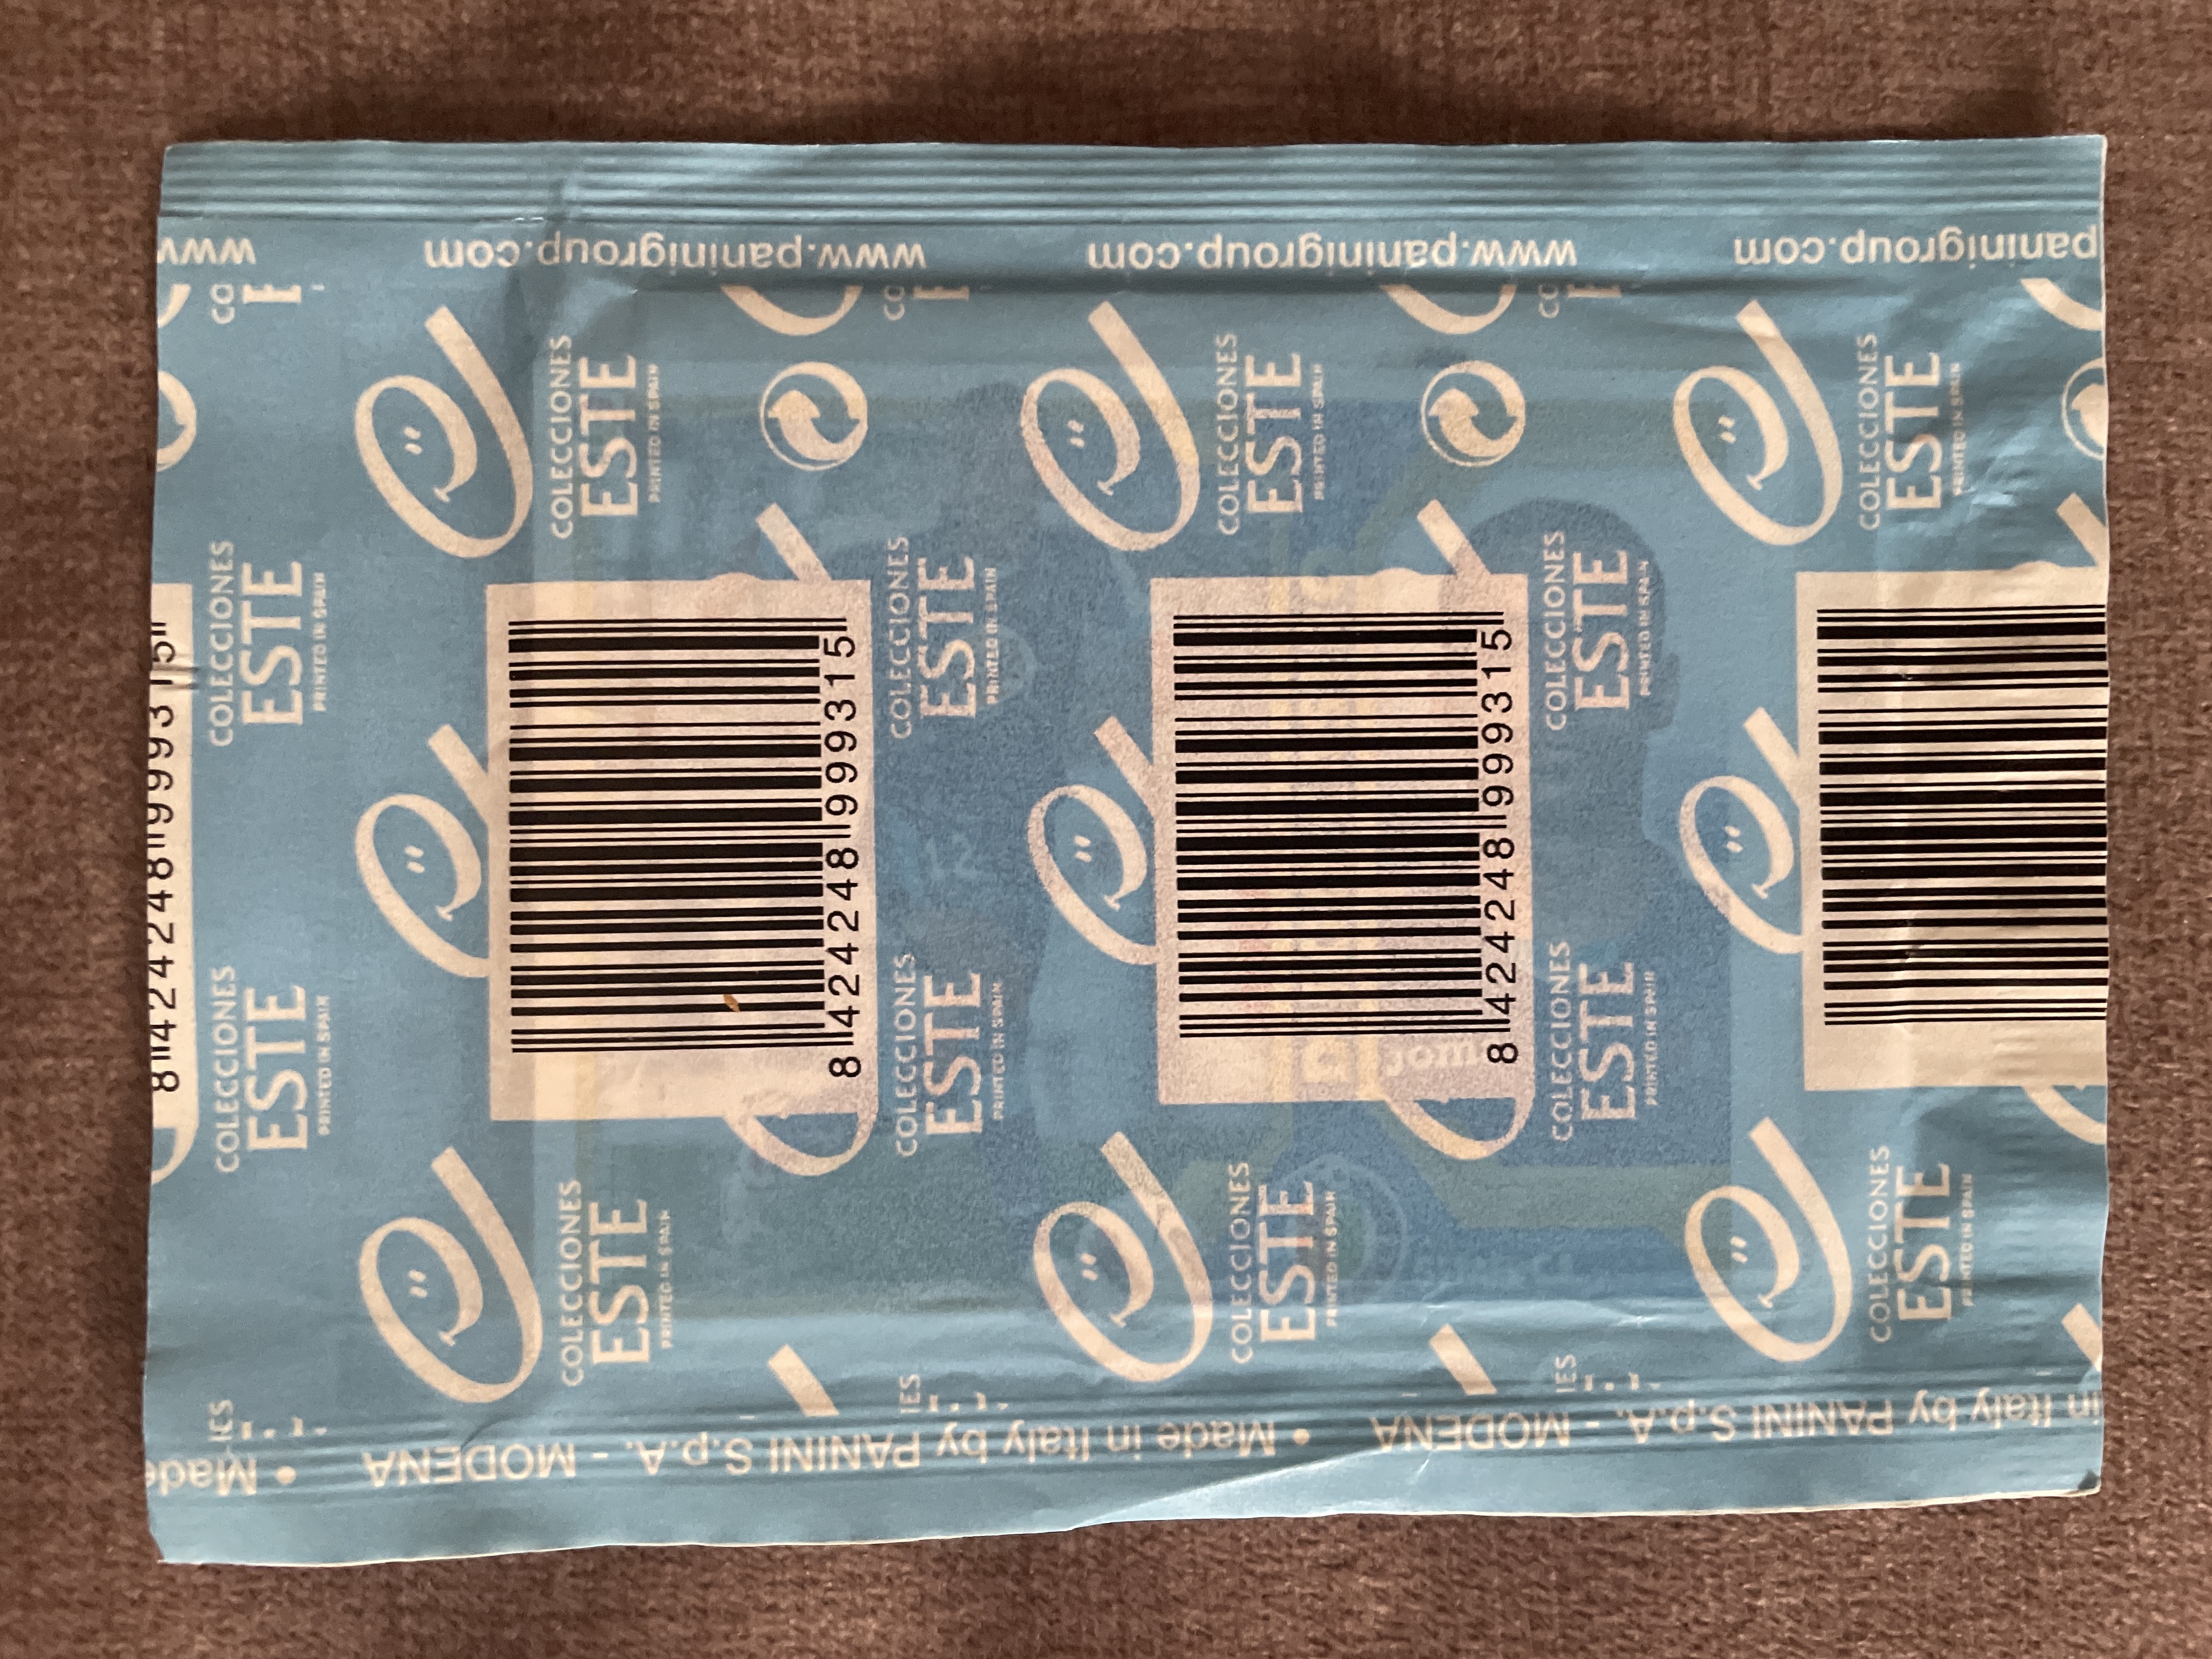 8 424248 999315
COLECCIONES
ESTE
PRINTED IN SPAIN
COLECCIONES
ESTE
PRINTED IN SPAIN
COLECCIONES
ESTE
PRINTED IN SPAIN
COLECCIONES
ESTE
PRINTED IN SPAIN
8 424248 999315
COLECCIONES
ESTE
PRINTED IN SPAIN
COLECCIONES
ESTE
PRINTED IN SPAIN
COLECCIONES
ESTE
PRINTED IN SPAIN
COLECCIONES
ESTE
PRINTED IN SPAIN
8 424248 999315
COLECCIONES
ESTE
PRINTED IN SPAIN
COLECCIONES
ESTE
PRINTED IN SPAIN
COLECCIONES
ESTE
PRINTED IN SPAIN
COLECCIONES
ESTE
PRINTED IN SPAIN
in Italy by PANINI S.p.A. - MODENA • Made in Italy by PANINI S.p.A. - MODENA • Made
paninigroup.com www.paninigroup.com www.paninigroup.com www